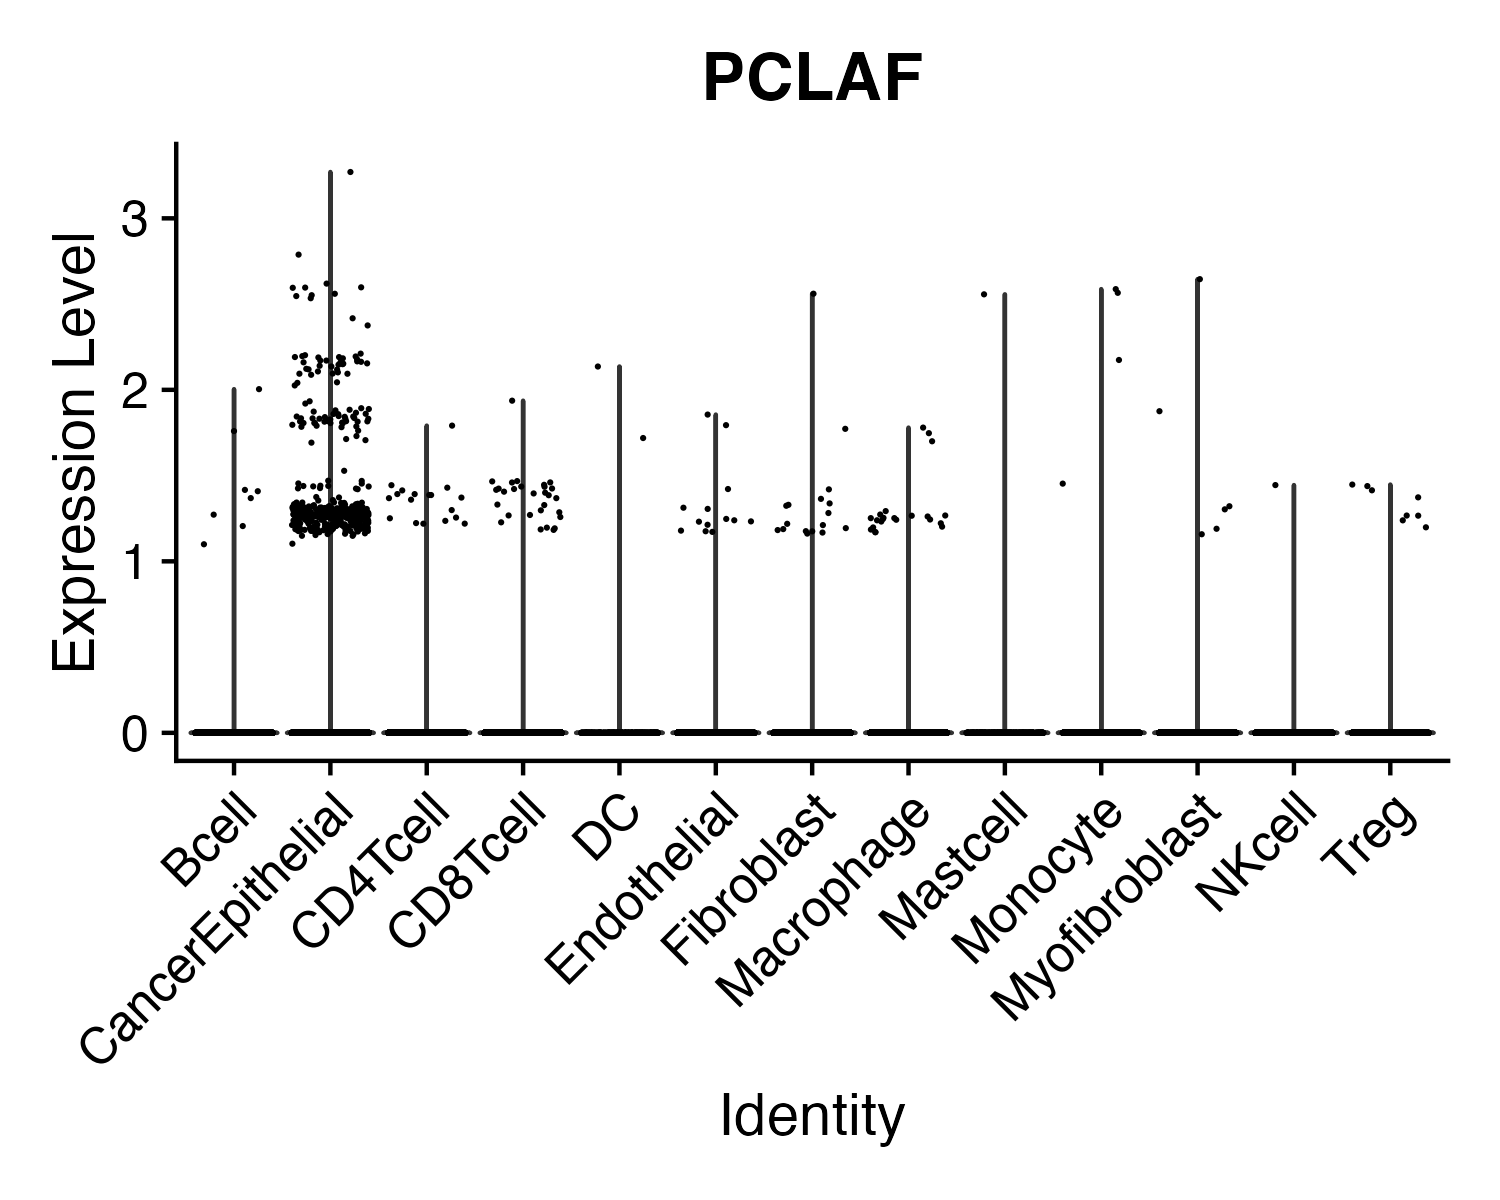 PCLAF
Expression Level
3
2
1
0
Bcell
CancerEpithelial
CD4Tcell
CD8Tcell
DC
Endothelial
Fibroblast
Macrophage
Mastcell
Monocyte
Myofibroblast
NKcell
Treg
Identity